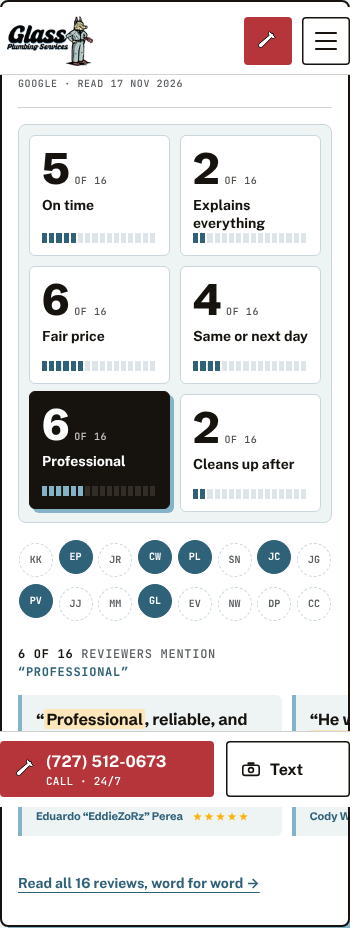 Glass
Plumbing Services
GOOGLE · READ 17 NOV 2026
5 OF 16
On time
2 OF 16
Explains
everything
6 OF 16
Fair price
4 OF 16
Same or next day
6 OF 16
Professional
2 OF 16
Cleans up after
KK EP JR CW PL SN JC JG
PV JJ MM GL EV NW DP CC
6 OF 16 REVIEWERS MENTION
“PROFESSIONAL”
“Professional, reliable, and
“He w
(727) 512-0673
CALL · 24/7
Text
Eduardo “EddieZoRz” Perea ★★★★★
Cody W
Read all 16 reviews, word for word →